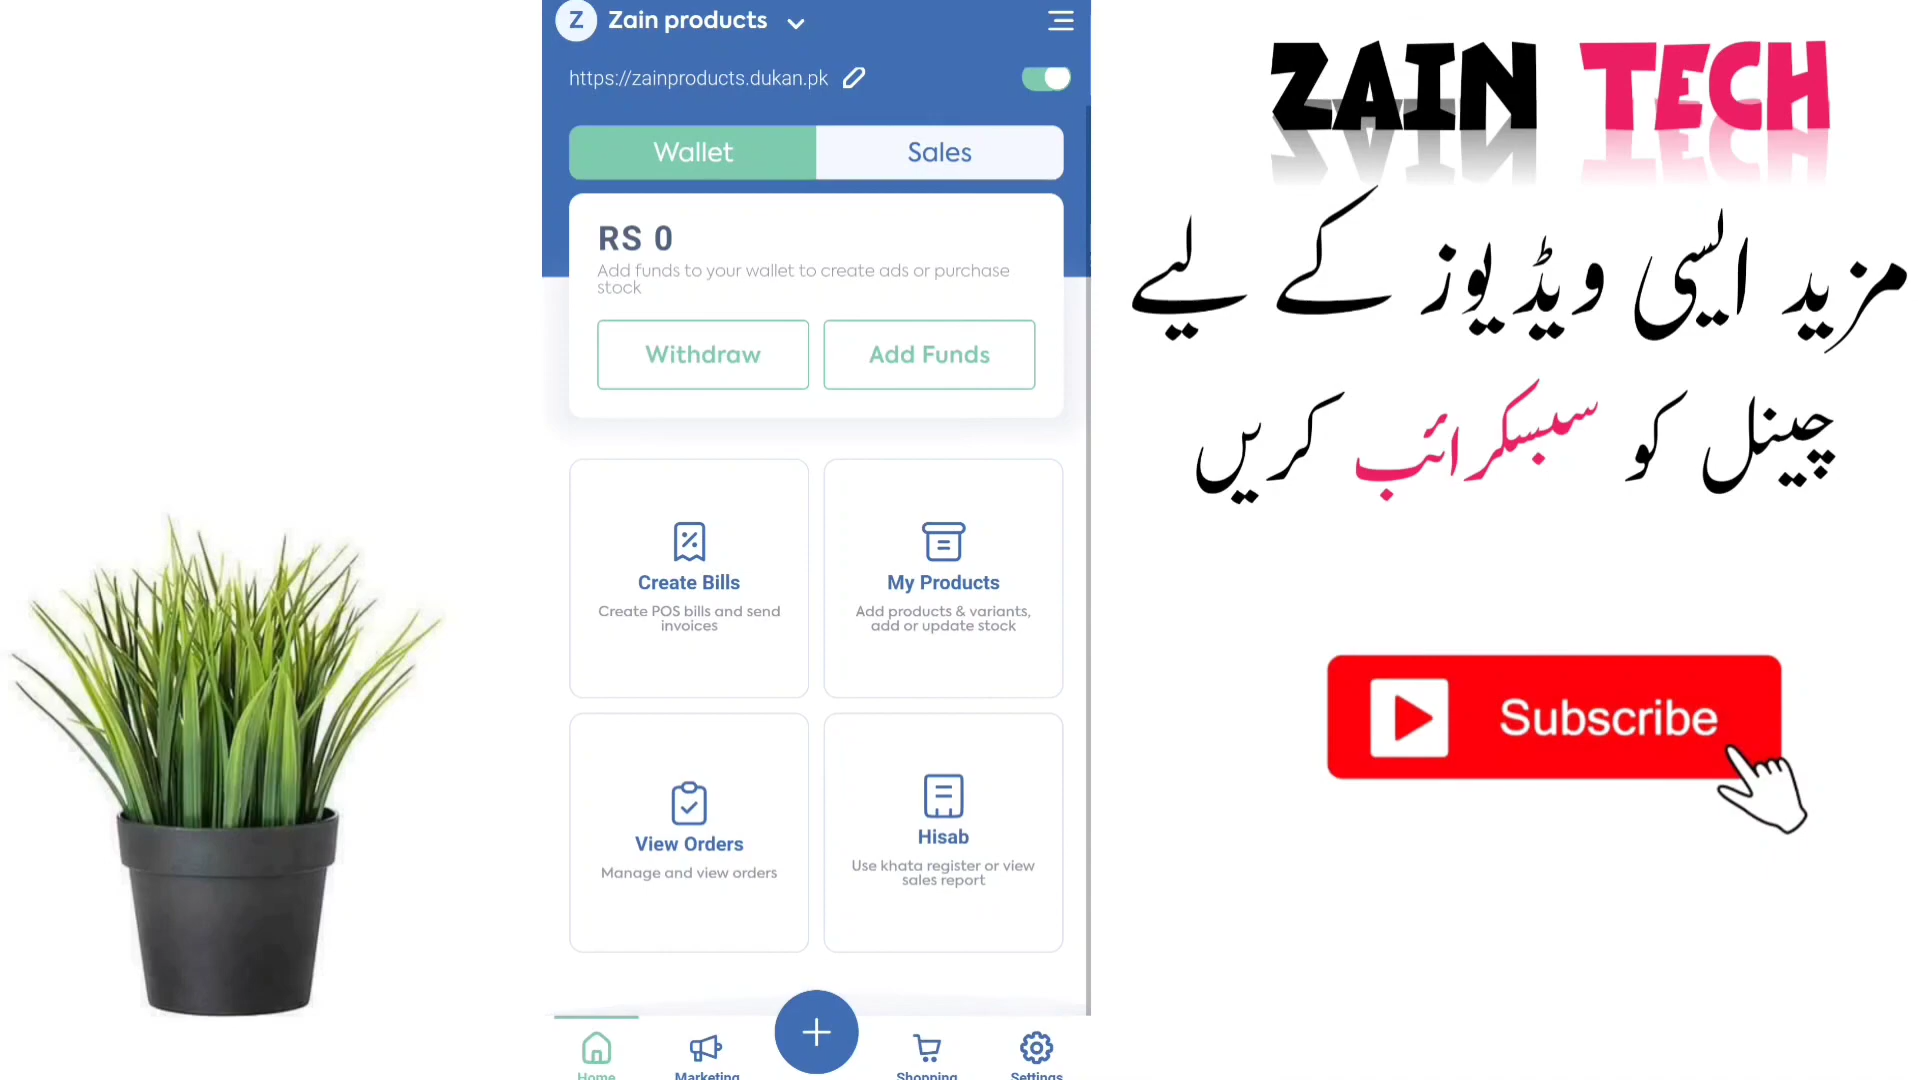 Z Zain products
https://zainproducts.dukan.pk
Wallet
Sales
RS 0
Add funds to your wallet to create ads or purchase
stock
Withdraw
Add Funds
Create Bills
Create POS bills and send
invoices
My Products
Add products & variants,
add or update stock
View Orders
Manage and view orders
Hisab
Use khata register or view
sales report
Home
Marketing
Shopping
Settings
ZAIN TECH
مزید ایسی ویڈیوز کے لیے
چینل کو سبسکرائب کریں
Subscribe